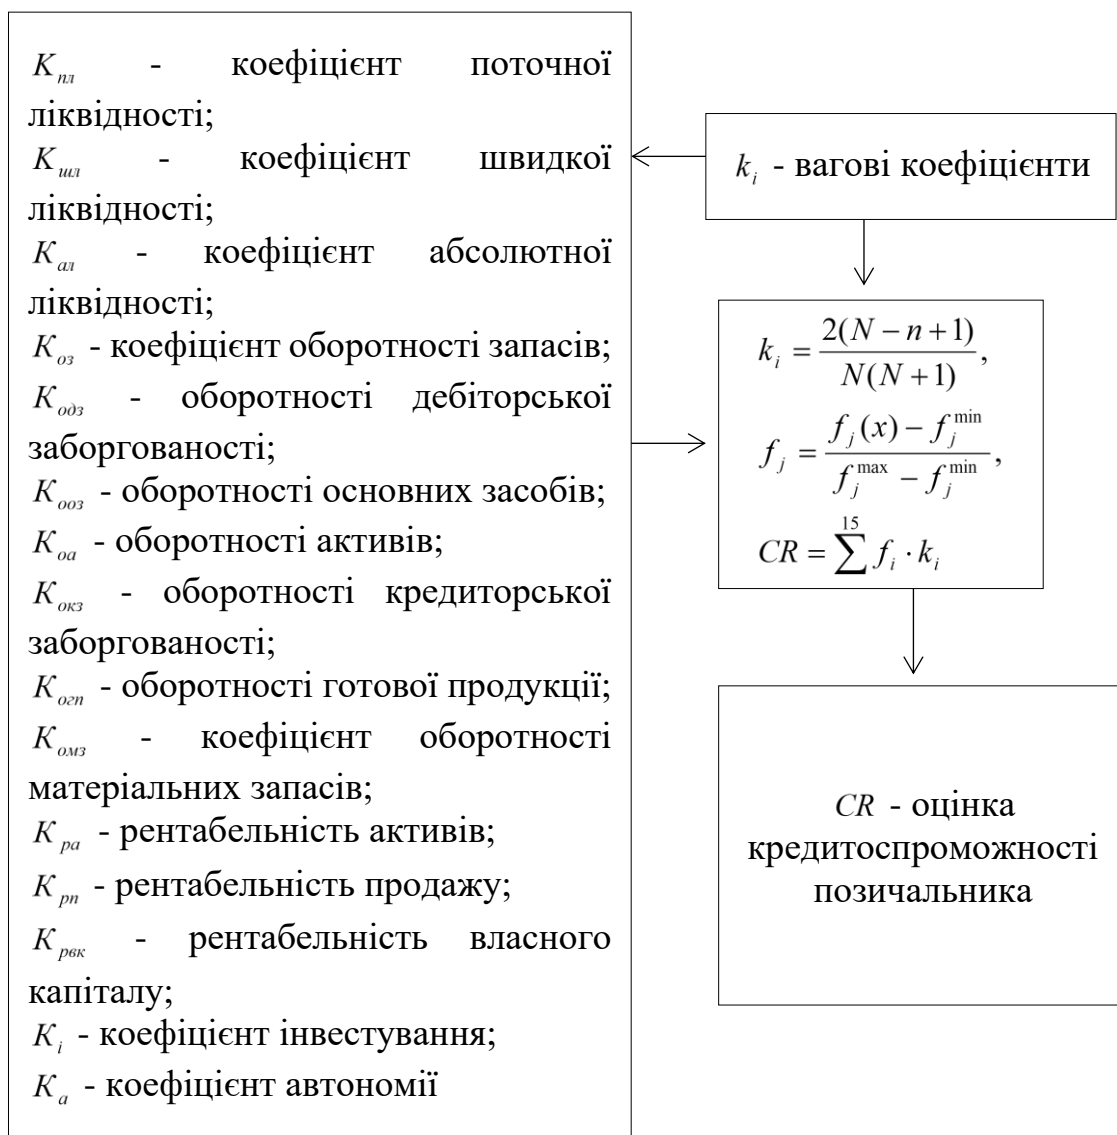 K_пл - коефіцієнт поточної
ліквідності;
K_шл - коефіцієнт швидкої
ліквідності;
K_ал - коефіцієнт абсолютної
ліквідності;
K_оз - коефіцієнт оборотності запасів;
K_одз - оборотності дебіторської
заборгованості;
K_ооз - оборотності основних засобів;
K_оа - оборотності активів;
K_окз - оборотності кредиторської
заборгованості;
K_огп - оборотності готової продукції;
K_омз - коефіцієнт оборотності
матеріальних запасів;
K_ра - рентабельність активів;
K_рп - рентабельність продажу;
K_рвк - рентабельність власного
капіталу;
K_і - коефіцієнт інвестування;
K_а - коефіцієнт автономії
k_i - вагові коефіцієнти
k_i = 2(N − n + 1) / N(N + 1),
f_j = (f_j(x) − f_j^min) / (f_j^max − f_j^min),
CR = ∑^15 f_i · k_i
CR - оцінка
кредитоспроможності
позичальника